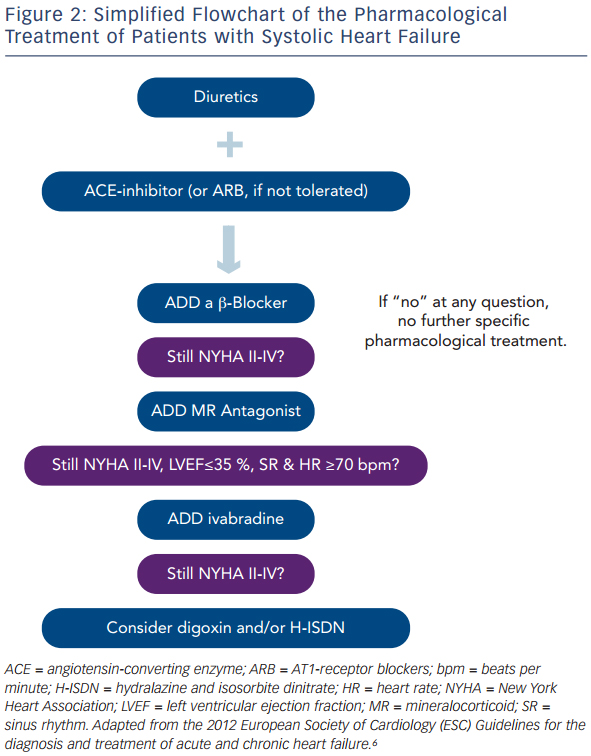 Figure 2: Simplified Flowchart of the Pharmacological
Treatment of Patients with Systolic Heart Failure
Diuretics
+
ACE-inhibitor (or ARB, if not tolerated)
ADD a β-Blocker
If “no” at any question,
no further specific
pharmacological treatment.
Still NYHA II-IV?
ADD MR Antagonist
Still NYHA II-IV, LVEF≤35 %, SR & HR ≥70 bpm?
ADD ivabradine
Still NYHA II-IV?
Consider digoxin and/or H-ISDN
ACE = angiotensin-converting enzyme; ARB = AT1-receptor blockers; bpm = beats per
minute; H-ISDN = hydralazine and isosorbite dinitrate; HR = heart rate; NYHA = New York
Heart Association; LVEF = left ventricular ejection fraction; MR = mineralocorticoid; SR =
sinus rhythm. Adapted from the 2012 European Society of Cardiology (ESC) Guidelines for the
diagnosis and treatment of acute and chronic heart failure.⁶